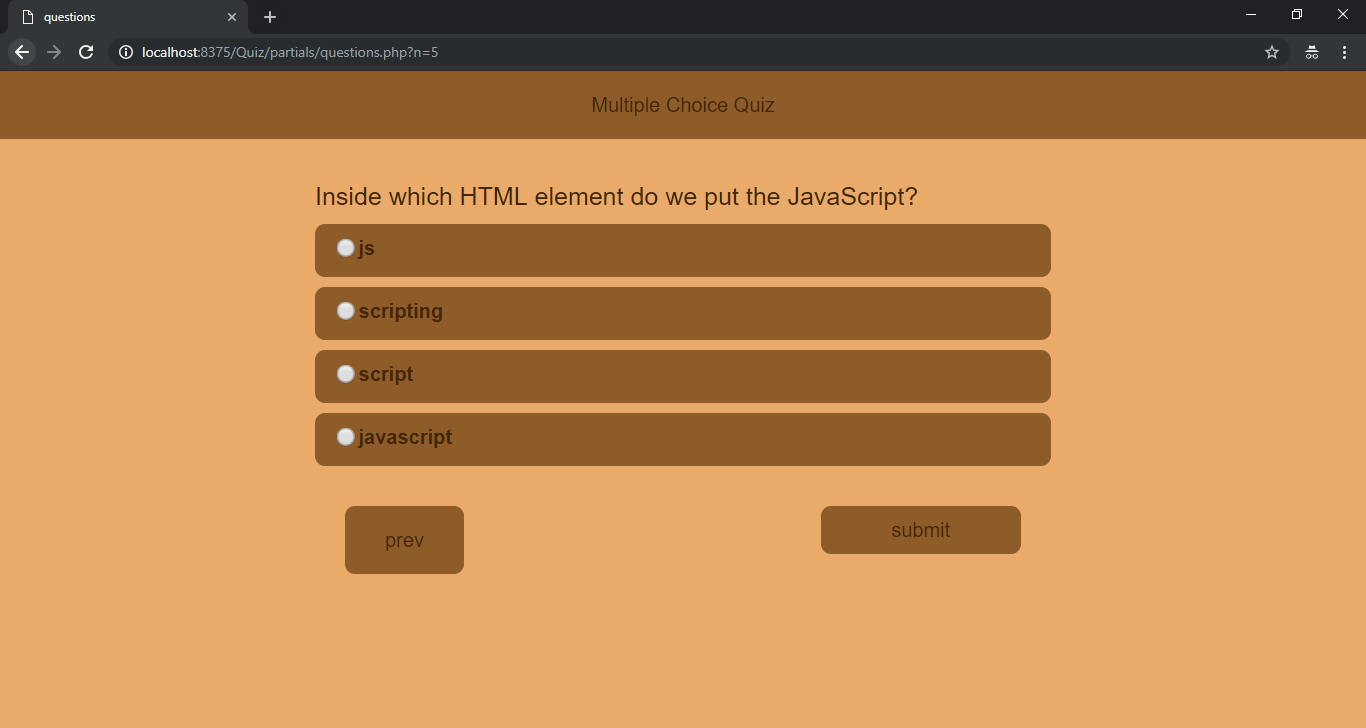 questions
localhost:8375/Quiz/partials/questions.php?n=5
Multiple Choice Quiz
Inside which HTML element do we put the JavaScript?
js
scripting
script
javascript
prev
submit